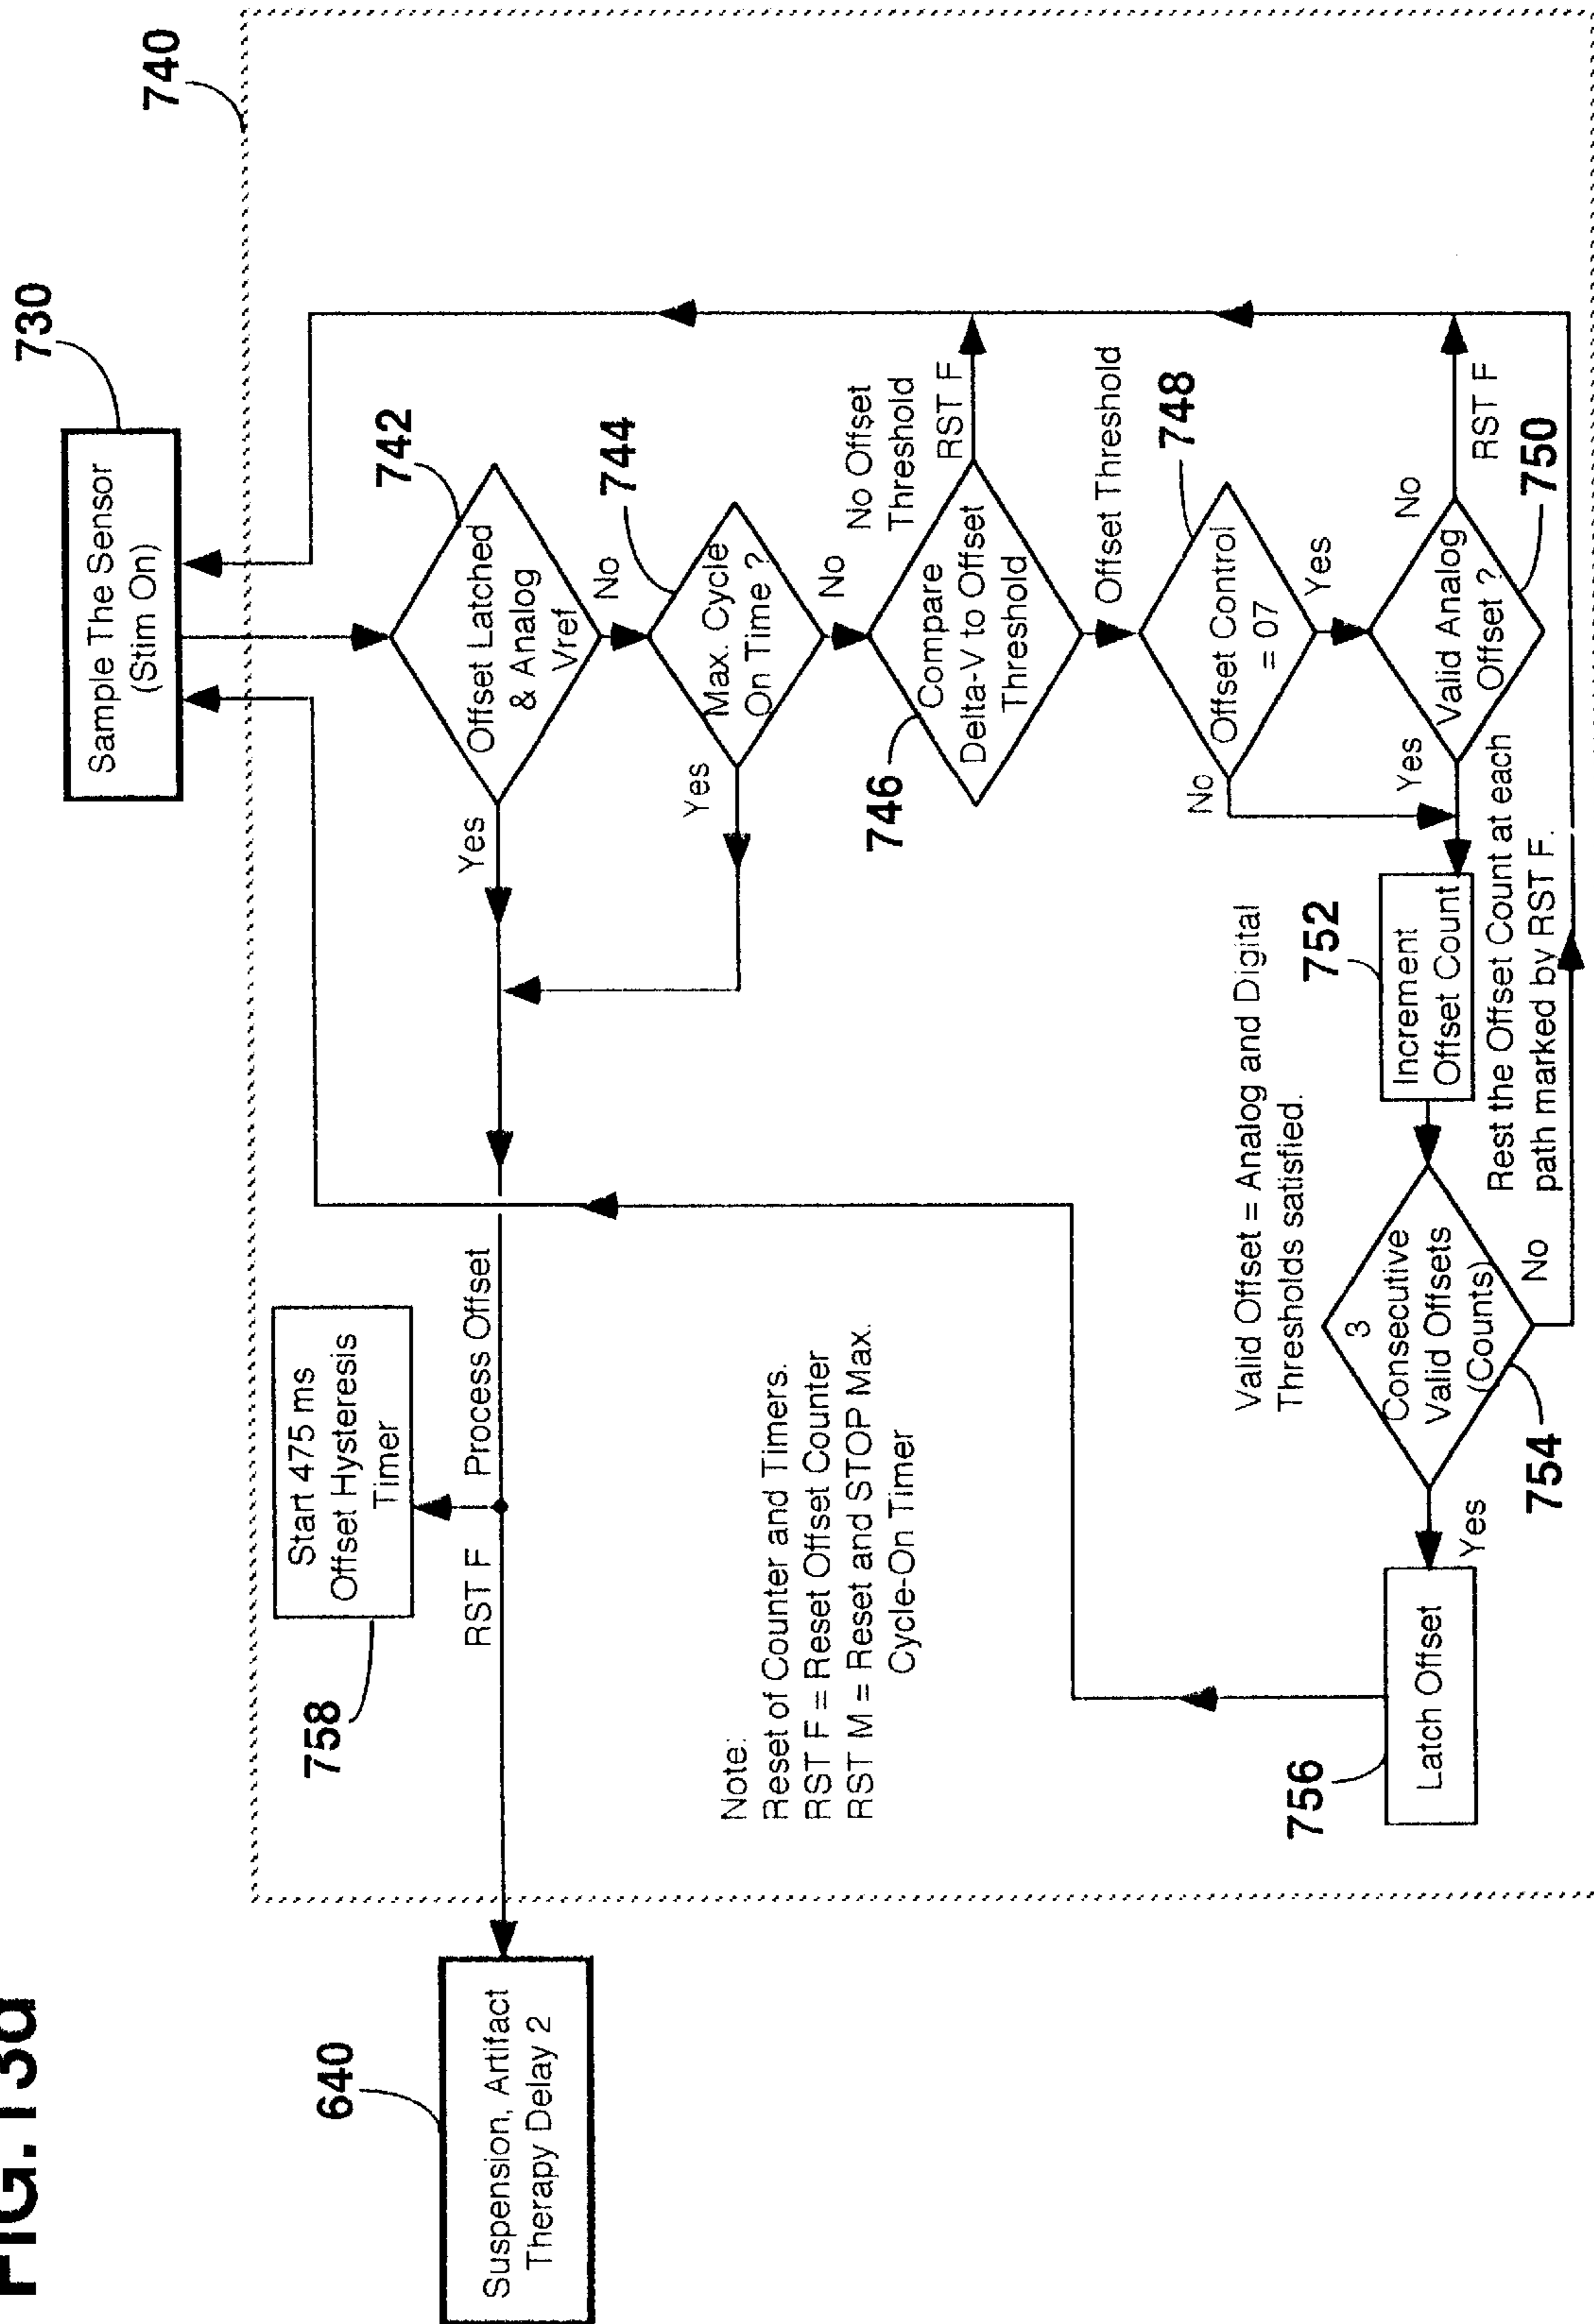 FIG.13d
730
Sample The Sensor
(Stim On)
740
742
Offset Latched
& Analog
Vref
Yes
No
744
Max. Cycle
On Time ?
Yes
No
746
Compare
Delta-V to Offset
Threshold
No Offset
Threshold
RST F
Offset Threshold
748
Offset Control
= 07
No
Yes
750
Valid Analog
Offset ?
No
RST F
Yes
752
Increment
Offset Count
Rest the Offset Count at each
path marked by RST F.
Valid Offset = Analog and Digital
Thresholds satisfied.
754
3
Consecutive
Valid Offsets
(Counts)
No
Yes
756
Latch Offset
758
Start 475 ms
Offset Hysteresis
Timer
Process Offset
RST F
640
Suspension, Artifact
Therapy Delay 2
Note:
Reset of Counter and Timers.
RST F = Reset Offset Counter
RST M = Reset and STOP Max.
Cycle-On Timer